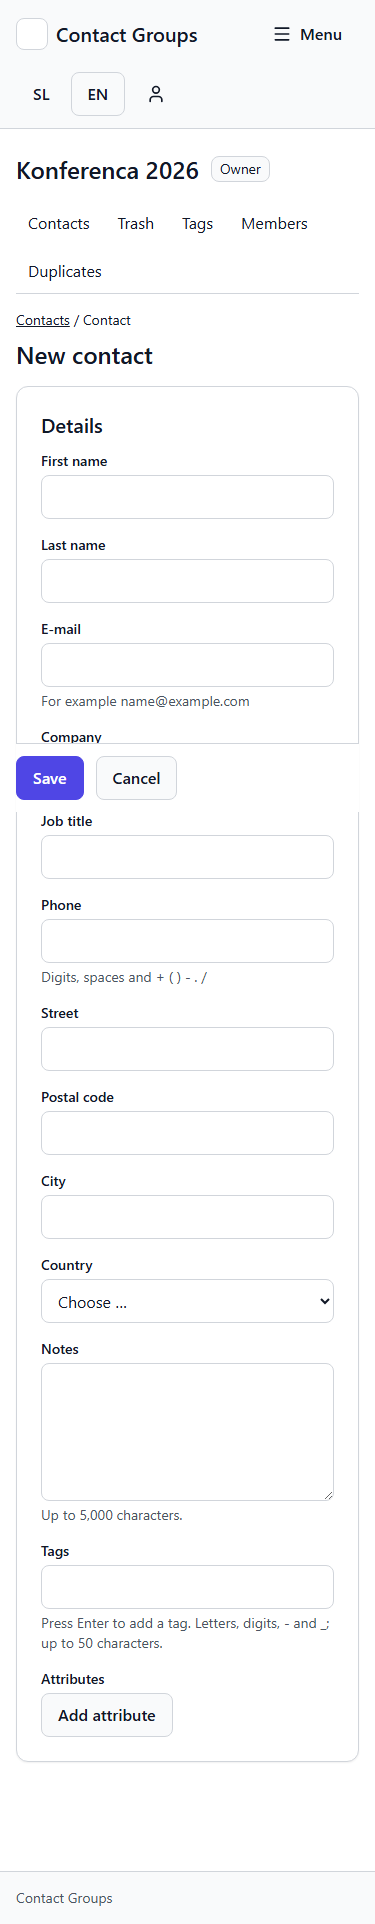 Contact Groups
Menu
SL
EN
Konferenca 2026
Owner
Contacts
Trash
Tags
Members
Duplicates
Contacts / Contact
New contact
Details
First name
Last name
E-mail
For example name@example.com
Company
Save
Cancel
Job title
Phone
Digits, spaces and + ( ) - . /
Street
Postal code
City
Country
Choose ...
Notes
Up to 5,000 characters.
Tags
Press Enter to add a tag. Letters, digits, - and _;
up to 50 characters.
Attributes
Add attribute
Contact Groups